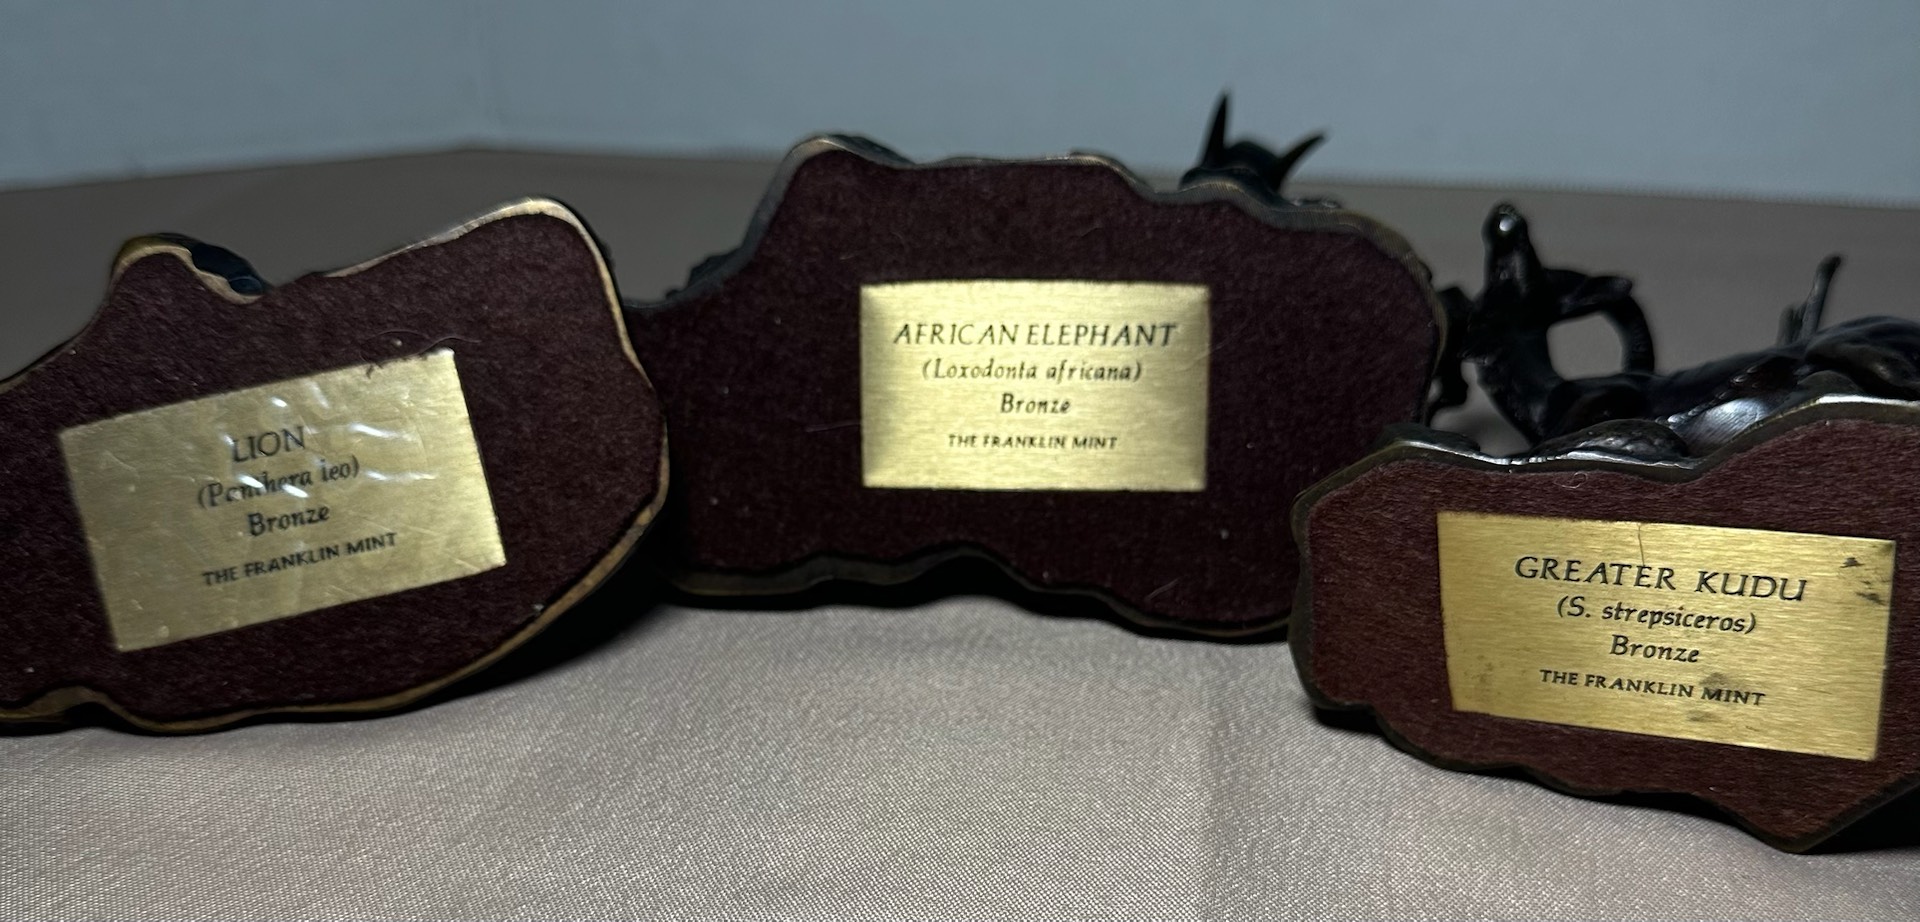 LION
(Panthera leo)
Bronze
THE FRANKLIN MINT
AFRICAN ELEPHANT
(Loxodonta africana)
Bronze
THE FRANKLIN MINT
GREATER KUDU
(S. strepsiceros)
Bronze
THE FRANKLIN MINT